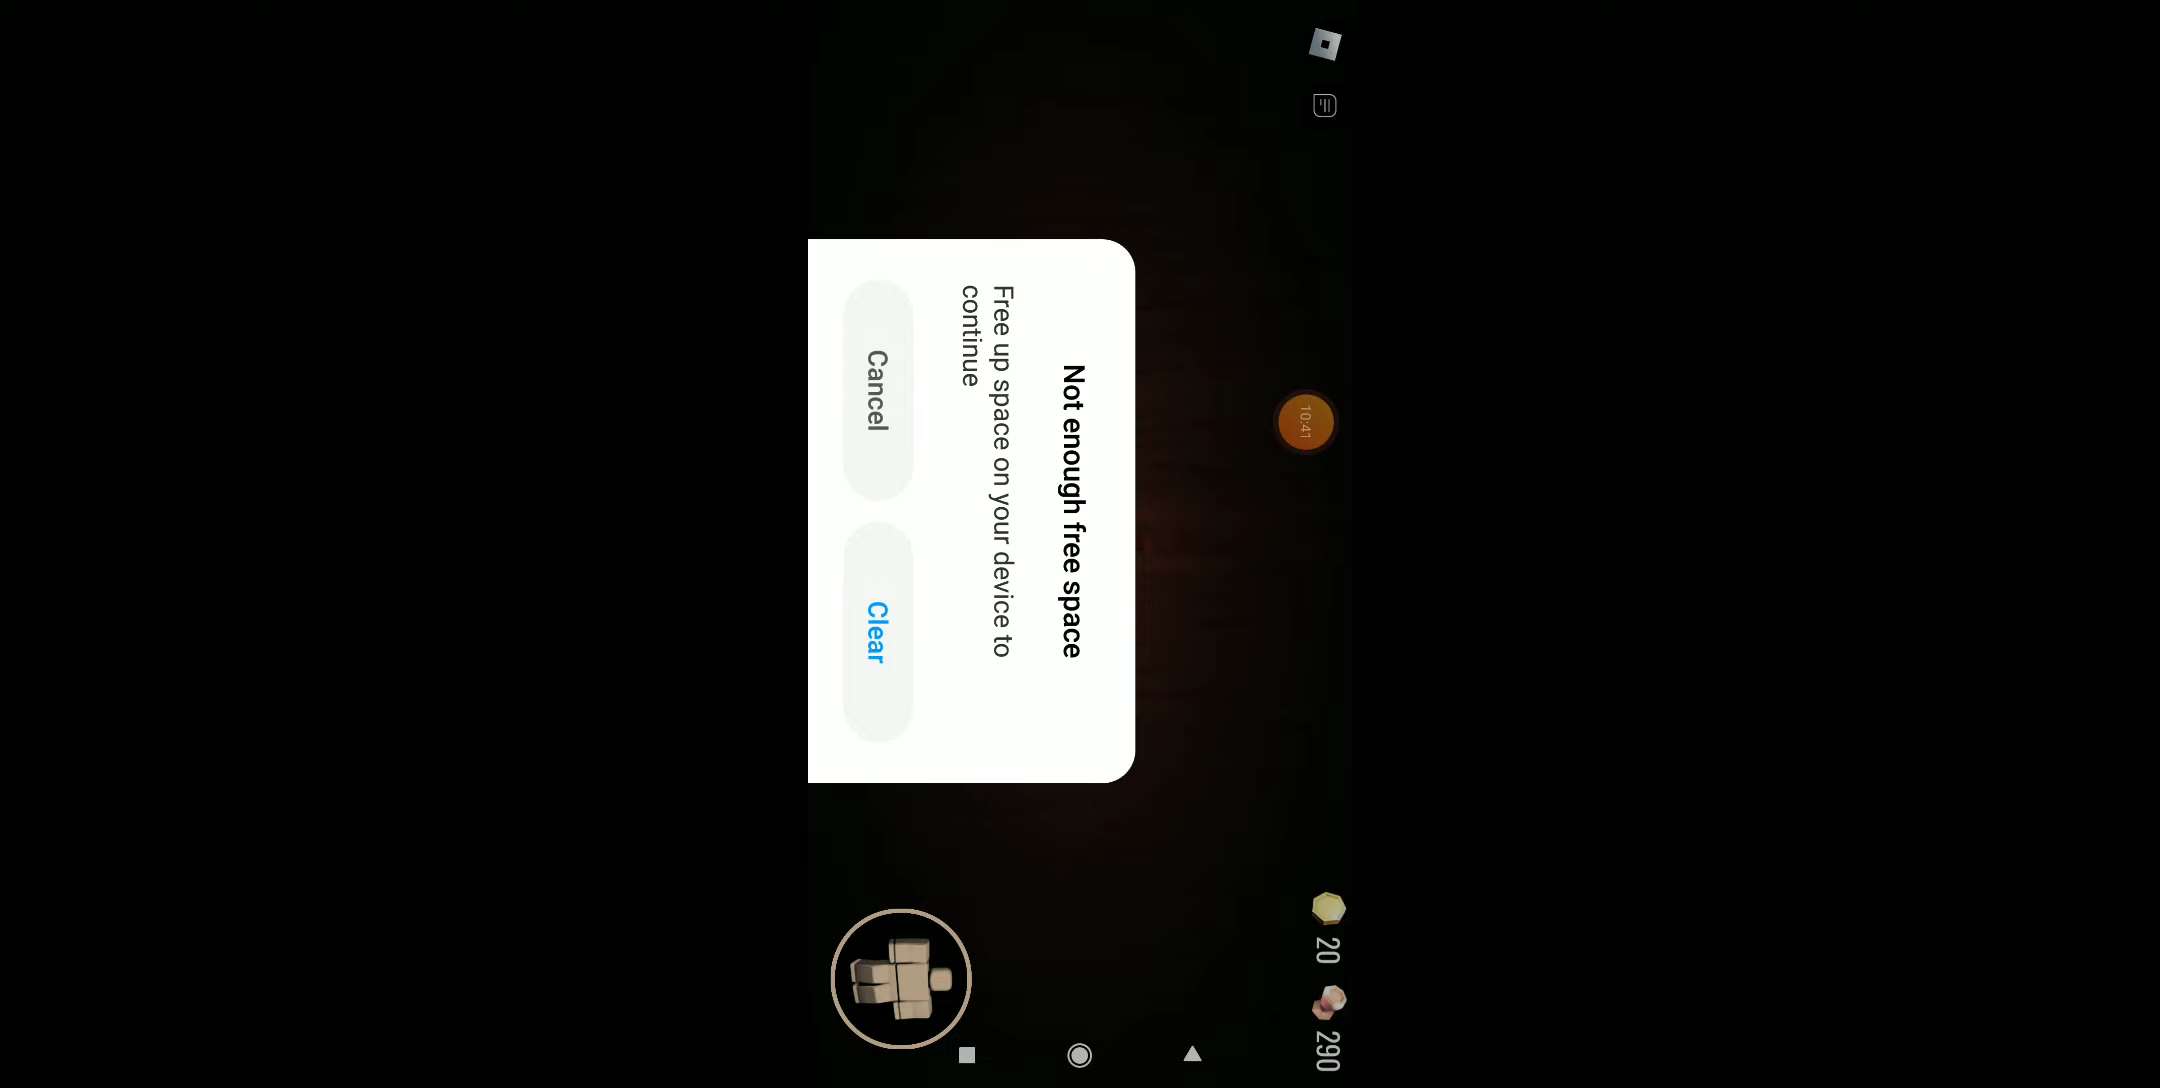 20 290
10:41
Not enough free space
Free up space on your device to
continue
Cancel Clear